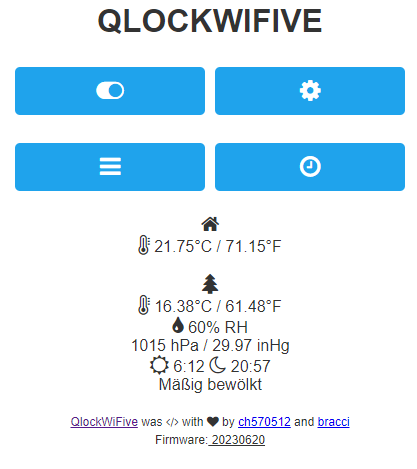 QLOCKWIFIVE
21.75°C / 71.15°F
16.38°C / 61.48°F
60% RH
1015 hPa / 29.97 inHg
6:12 20:57
Mäßig bewölkt
QlockWiFive was </> with ♥ by ch570512 and bracci
Firmware: 20230620